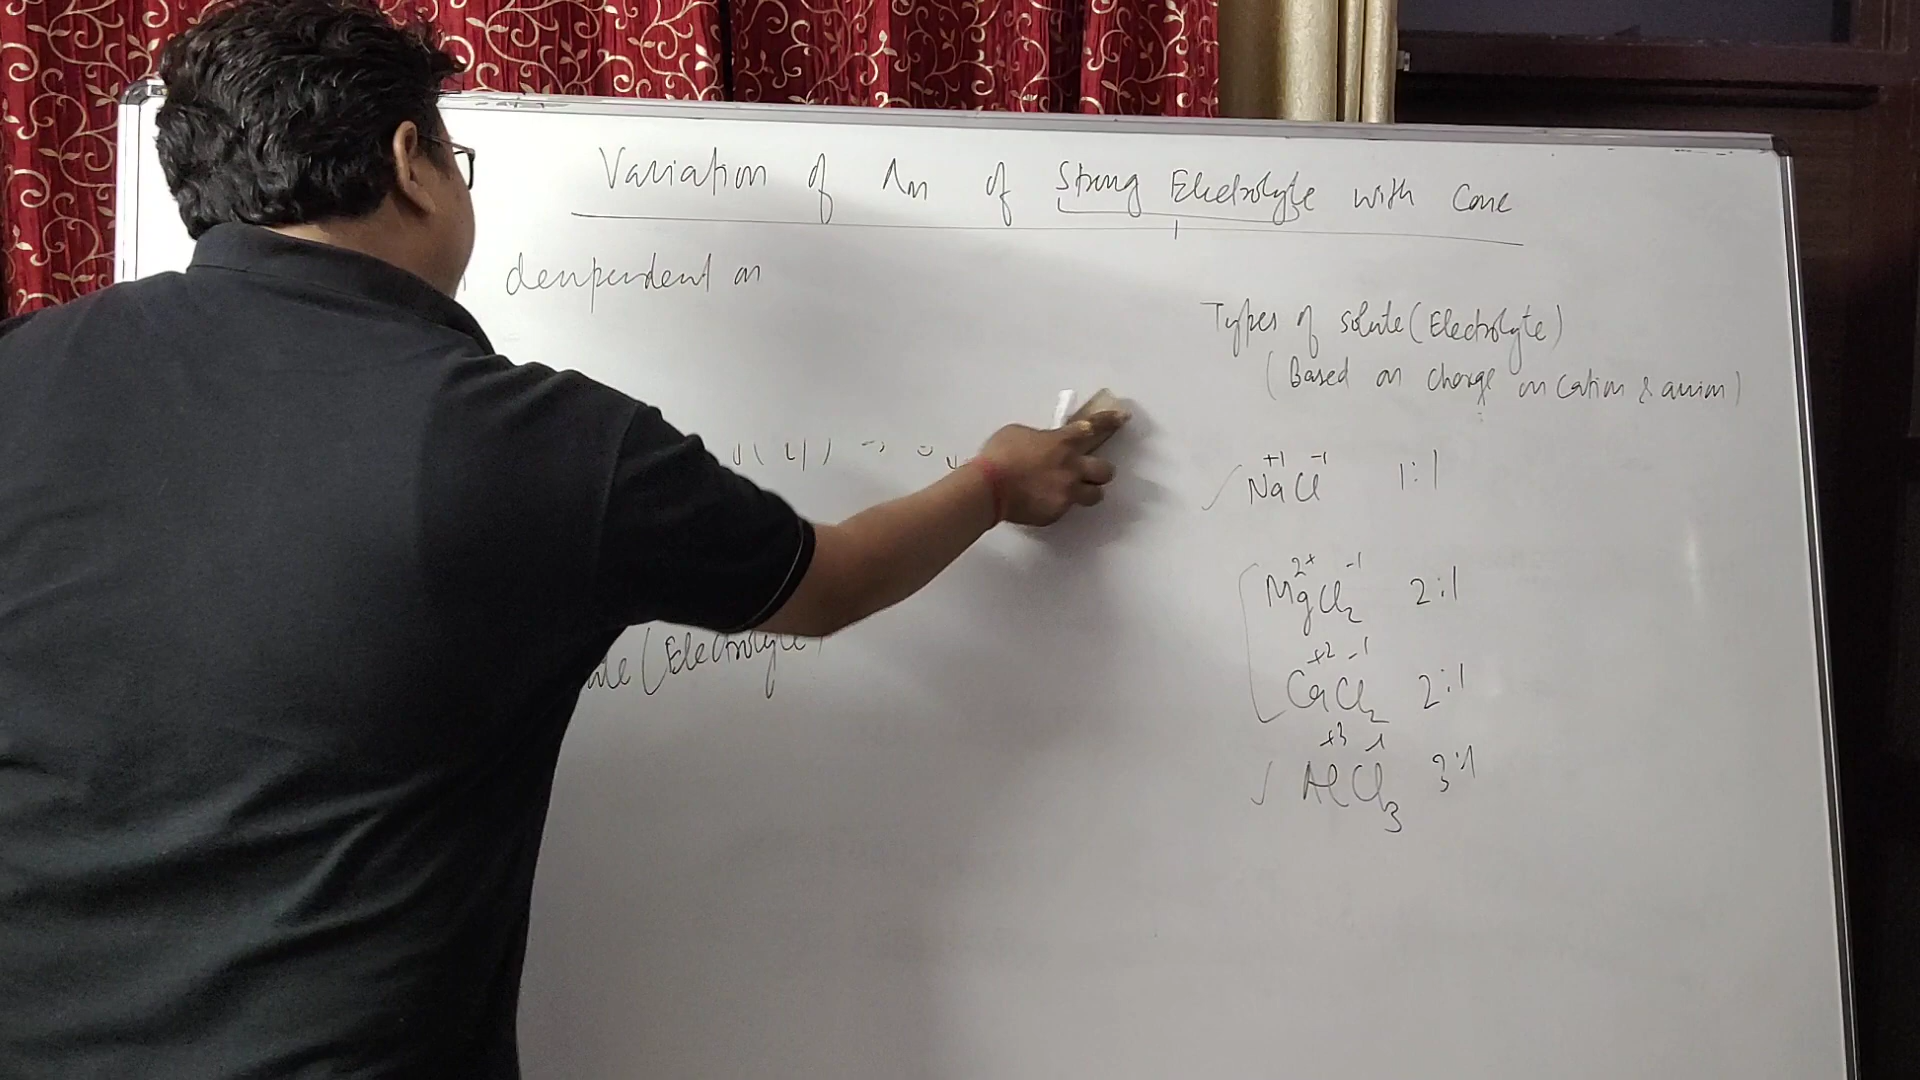 Variation of Λm of Strong Electrolyte with Conc
denpendent on
Types of solute (Electrolyte)
(Based on charge on Cation & anion)
+1 -1
NaCl 1:1
2+ -1
MgCl2 2:1
+2 -1
CaCl2 2:1
+3 -1
AlCl3 3:1
(Electrolyte)